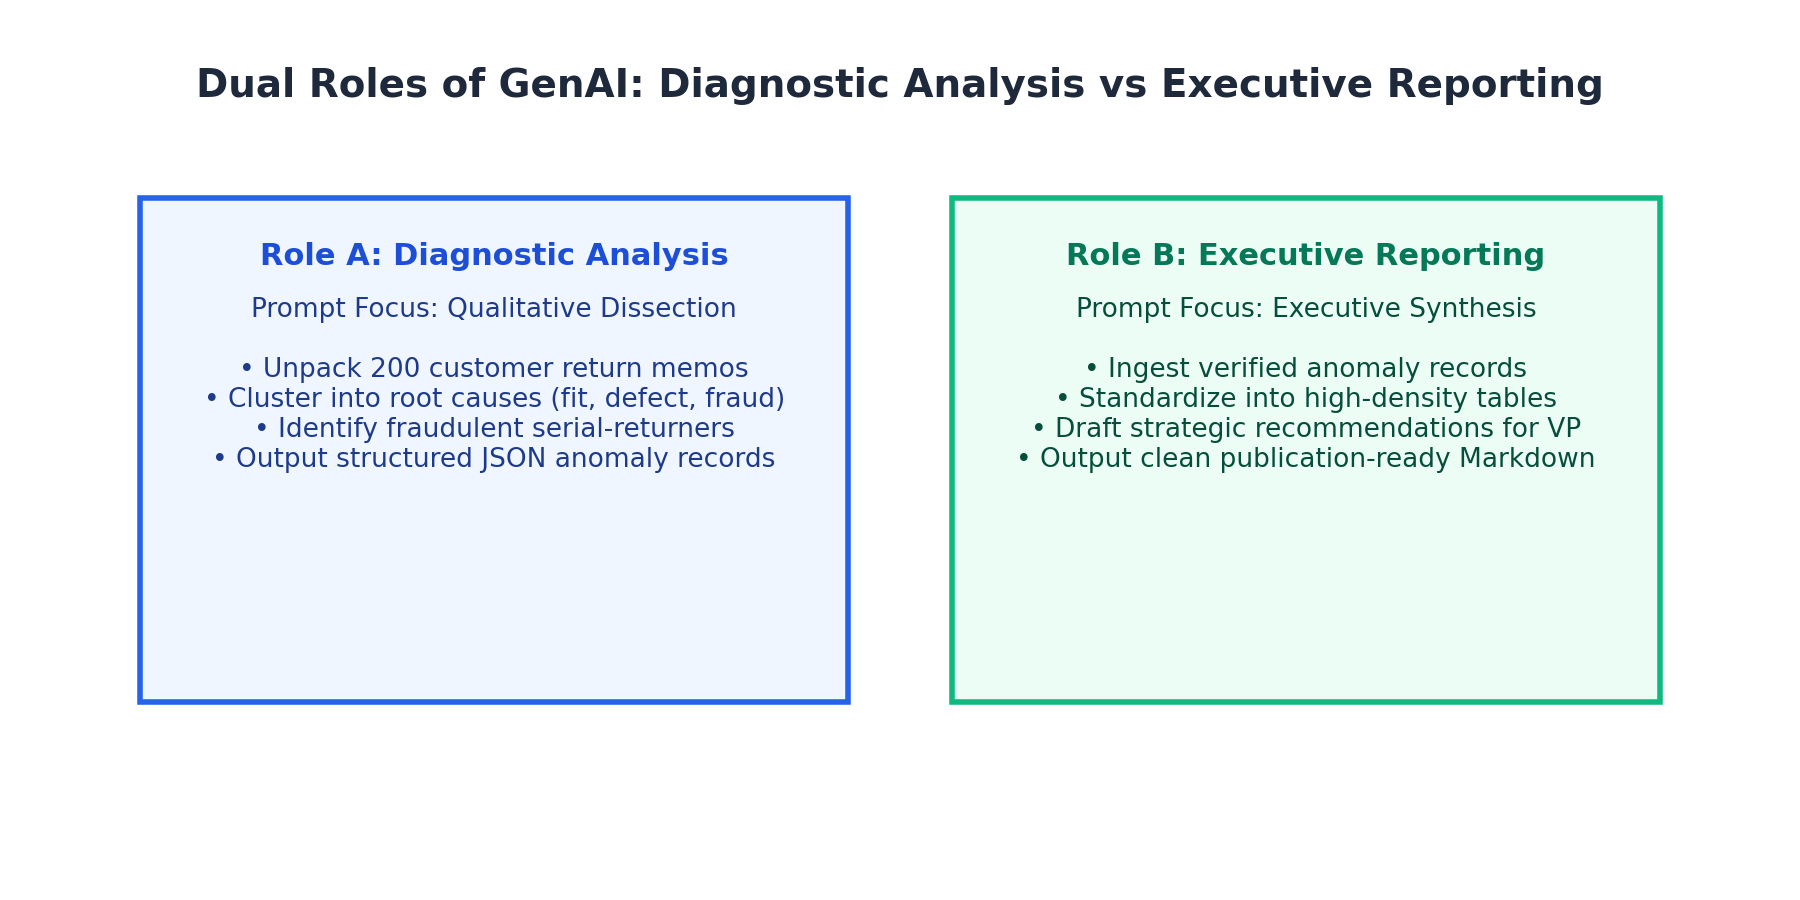 Dual Roles of GenAI: Diagnostic Analysis vs Executive Reporting
Role A: Diagnostic Analysis
Prompt Focus: Qualitative Dissection
• Unpack 200 customer return memos
• Cluster into root causes (fit, defect, fraud)
• Identify fraudulent serial-returners
• Output structured JSON anomaly records
Role B: Executive Reporting
Prompt Focus: Executive Synthesis
• Ingest verified anomaly records
• Standardize into high-density tables
• Draft strategic recommendations for VP
• Output clean publication-ready Markdown